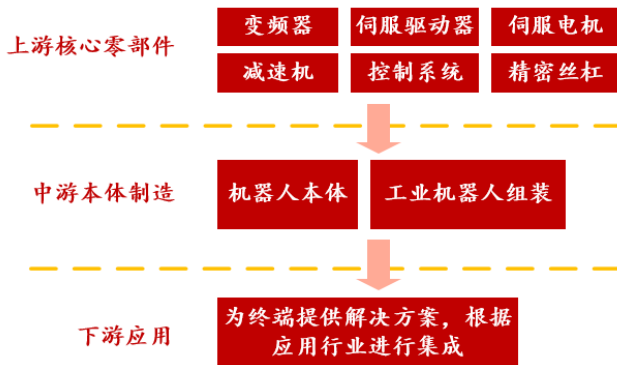 上游核心零部件
变频器
伺服驱动器
伺服电机
减速机
控制系统
精密丝杠
中游本体制造
机器人本体
工业机器人组装
下游应用
为终端提供解决方案，根据
应用行业进行集成